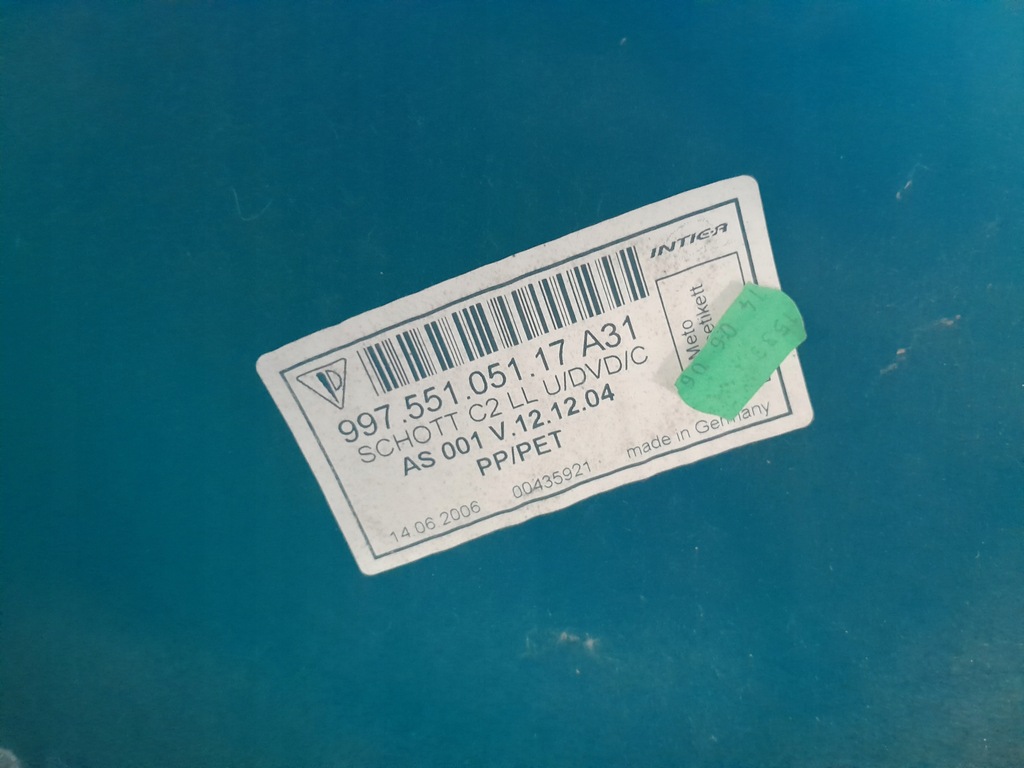 INTIER
997.551.051.17 A31
SCHOTT C2 LL U/DVD/C
AS 001 V.12.12.04
PP/PET
14 06 2006 00435921 made in Germany
Meto
etikett